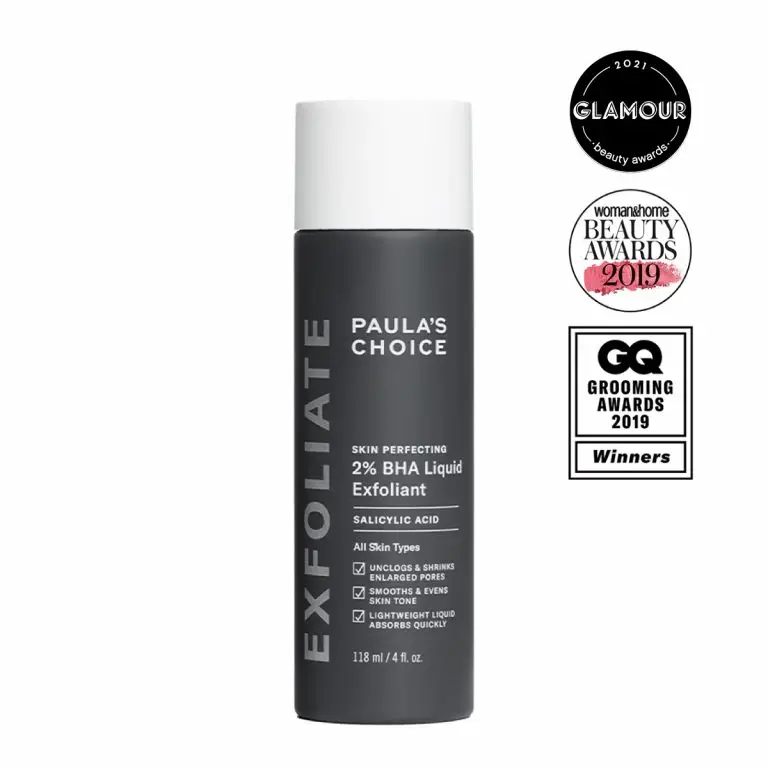 EXFOLIATE
PAULA'S
CHOICE
SKIN PERFECTING
2% BHA Liquid
Exfoliant
SALICYLIC ACID
All Skin Types
UNCLOGS & SHRINKS
ENLARGED PORES
SMOOTHS & EVENS
SKIN TONE
LIGHTWEIGHT LIQUID
ABSORBS QUICKLY
118 ml / 4 fl. oz.
2021
GLAMOUR
·beauty awards·
woman&home
BEAUTY
AWARDS
2019
GQ
GROOMING
AWARDS
2019
Winners